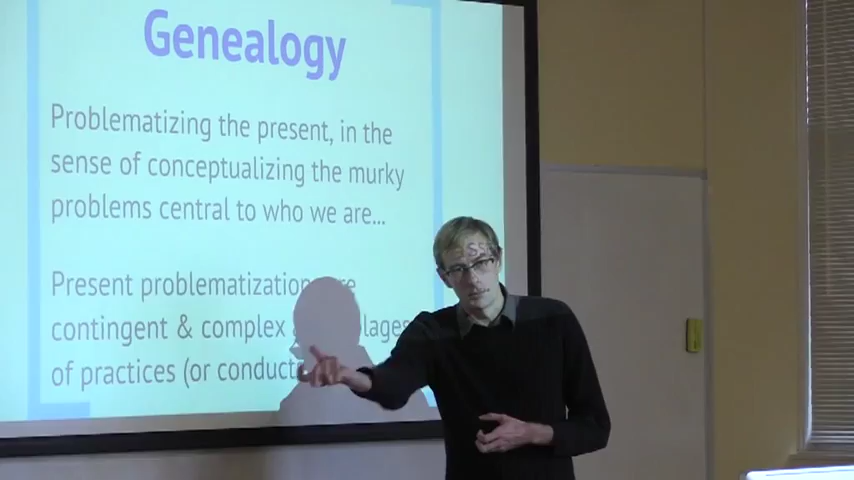 Genealogy
Problematizing the present, in the
sense of conceptualizing the murky
problems central to who we are...
Present problematization
contingent & complex
of practices (or conduct